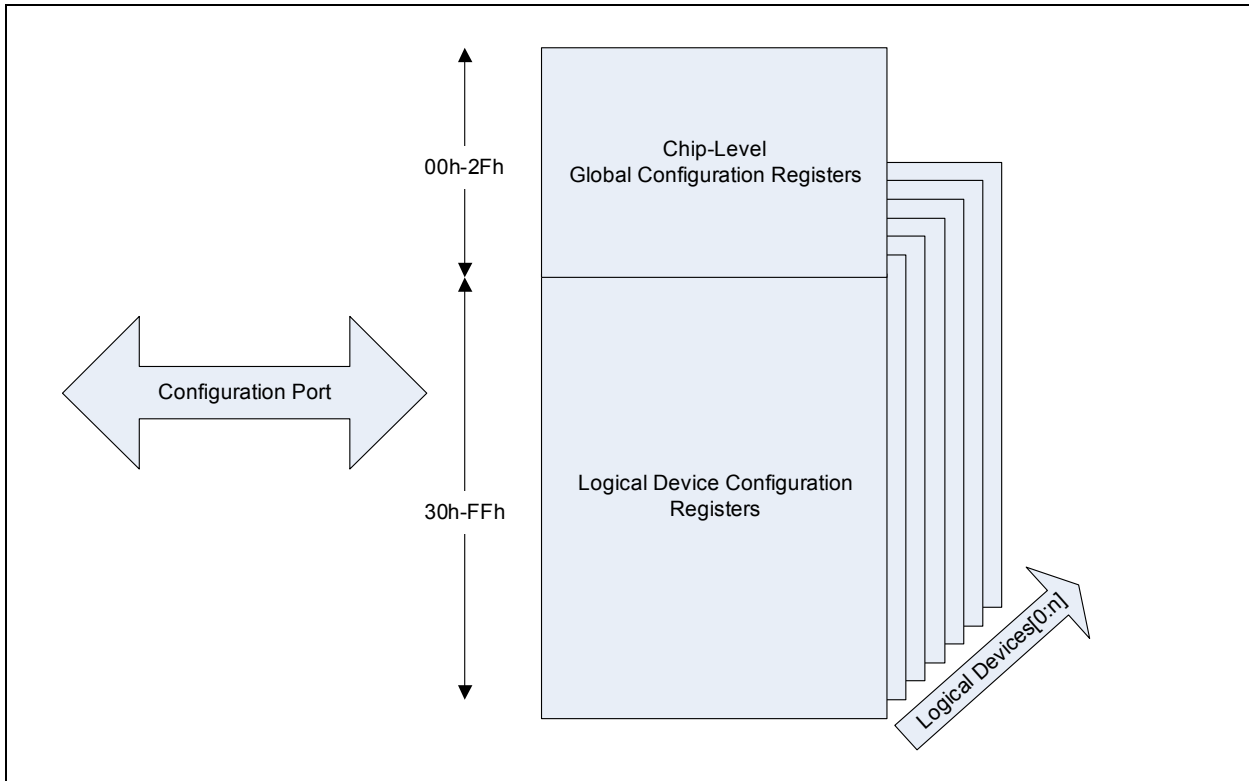 00h-2Fh
Chip-Level
Global Configuration Registers
Configuration Port
30h-FFh
Logical Device Configuration
Registers
Logical Devices[0:n]